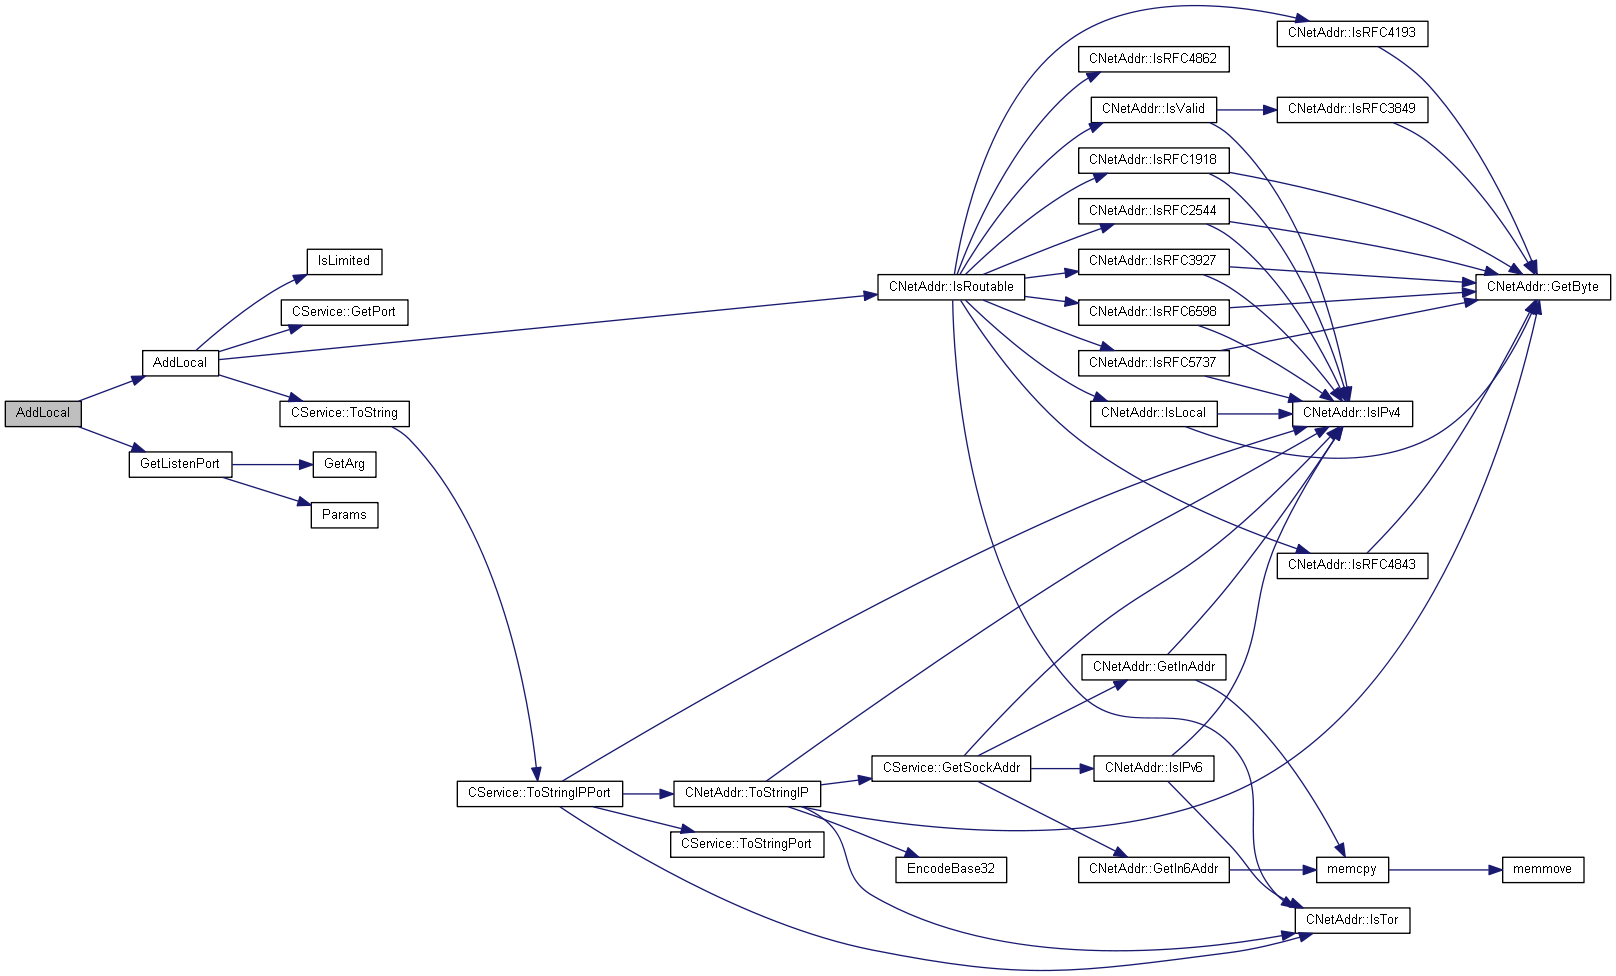 CNetAddr::IsRFC4193
CNetAddr::IsRFC4862
CNetAddr::IsValid
CNetAddr::IsRFC3849
CNetAddr::IsRFC1918
CNetAddr::IsRFC2544
IsLimited
CNetAddr::IsRFC3927
CNetAddr::IsRoutable
CNetAddr::GetByte
CService::GetPort
CNetAddr::IsRFC6598
AddLocal
CNetAddr::IsRFC5737
AddLocal
CService::ToString
CNetAddr::IsLocal
CNetAddr::IsIPv4
GetListenPort
GetArg
Params
CNetAddr::IsRFC4843
CNetAddr::GetInAddr
CService::GetSockAddr
CNetAddr::IsIPv6
CService::ToStringIPPort
CNetAddr::ToStringIP
CService::ToStringPort
EncodeBase32
CNetAddr::GetIn6Addr
memcpy
memmove
CNetAddr::IsTor